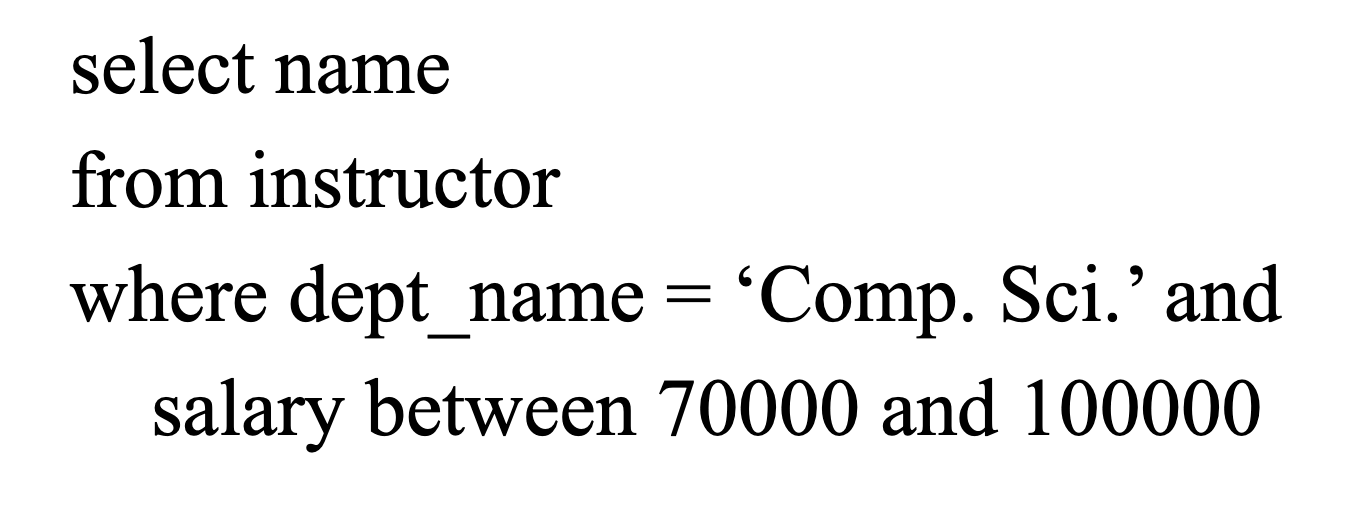 select name
from instructor
where dept_name = ‘Comp. Sci.’ and
salary between 70000 and 100000